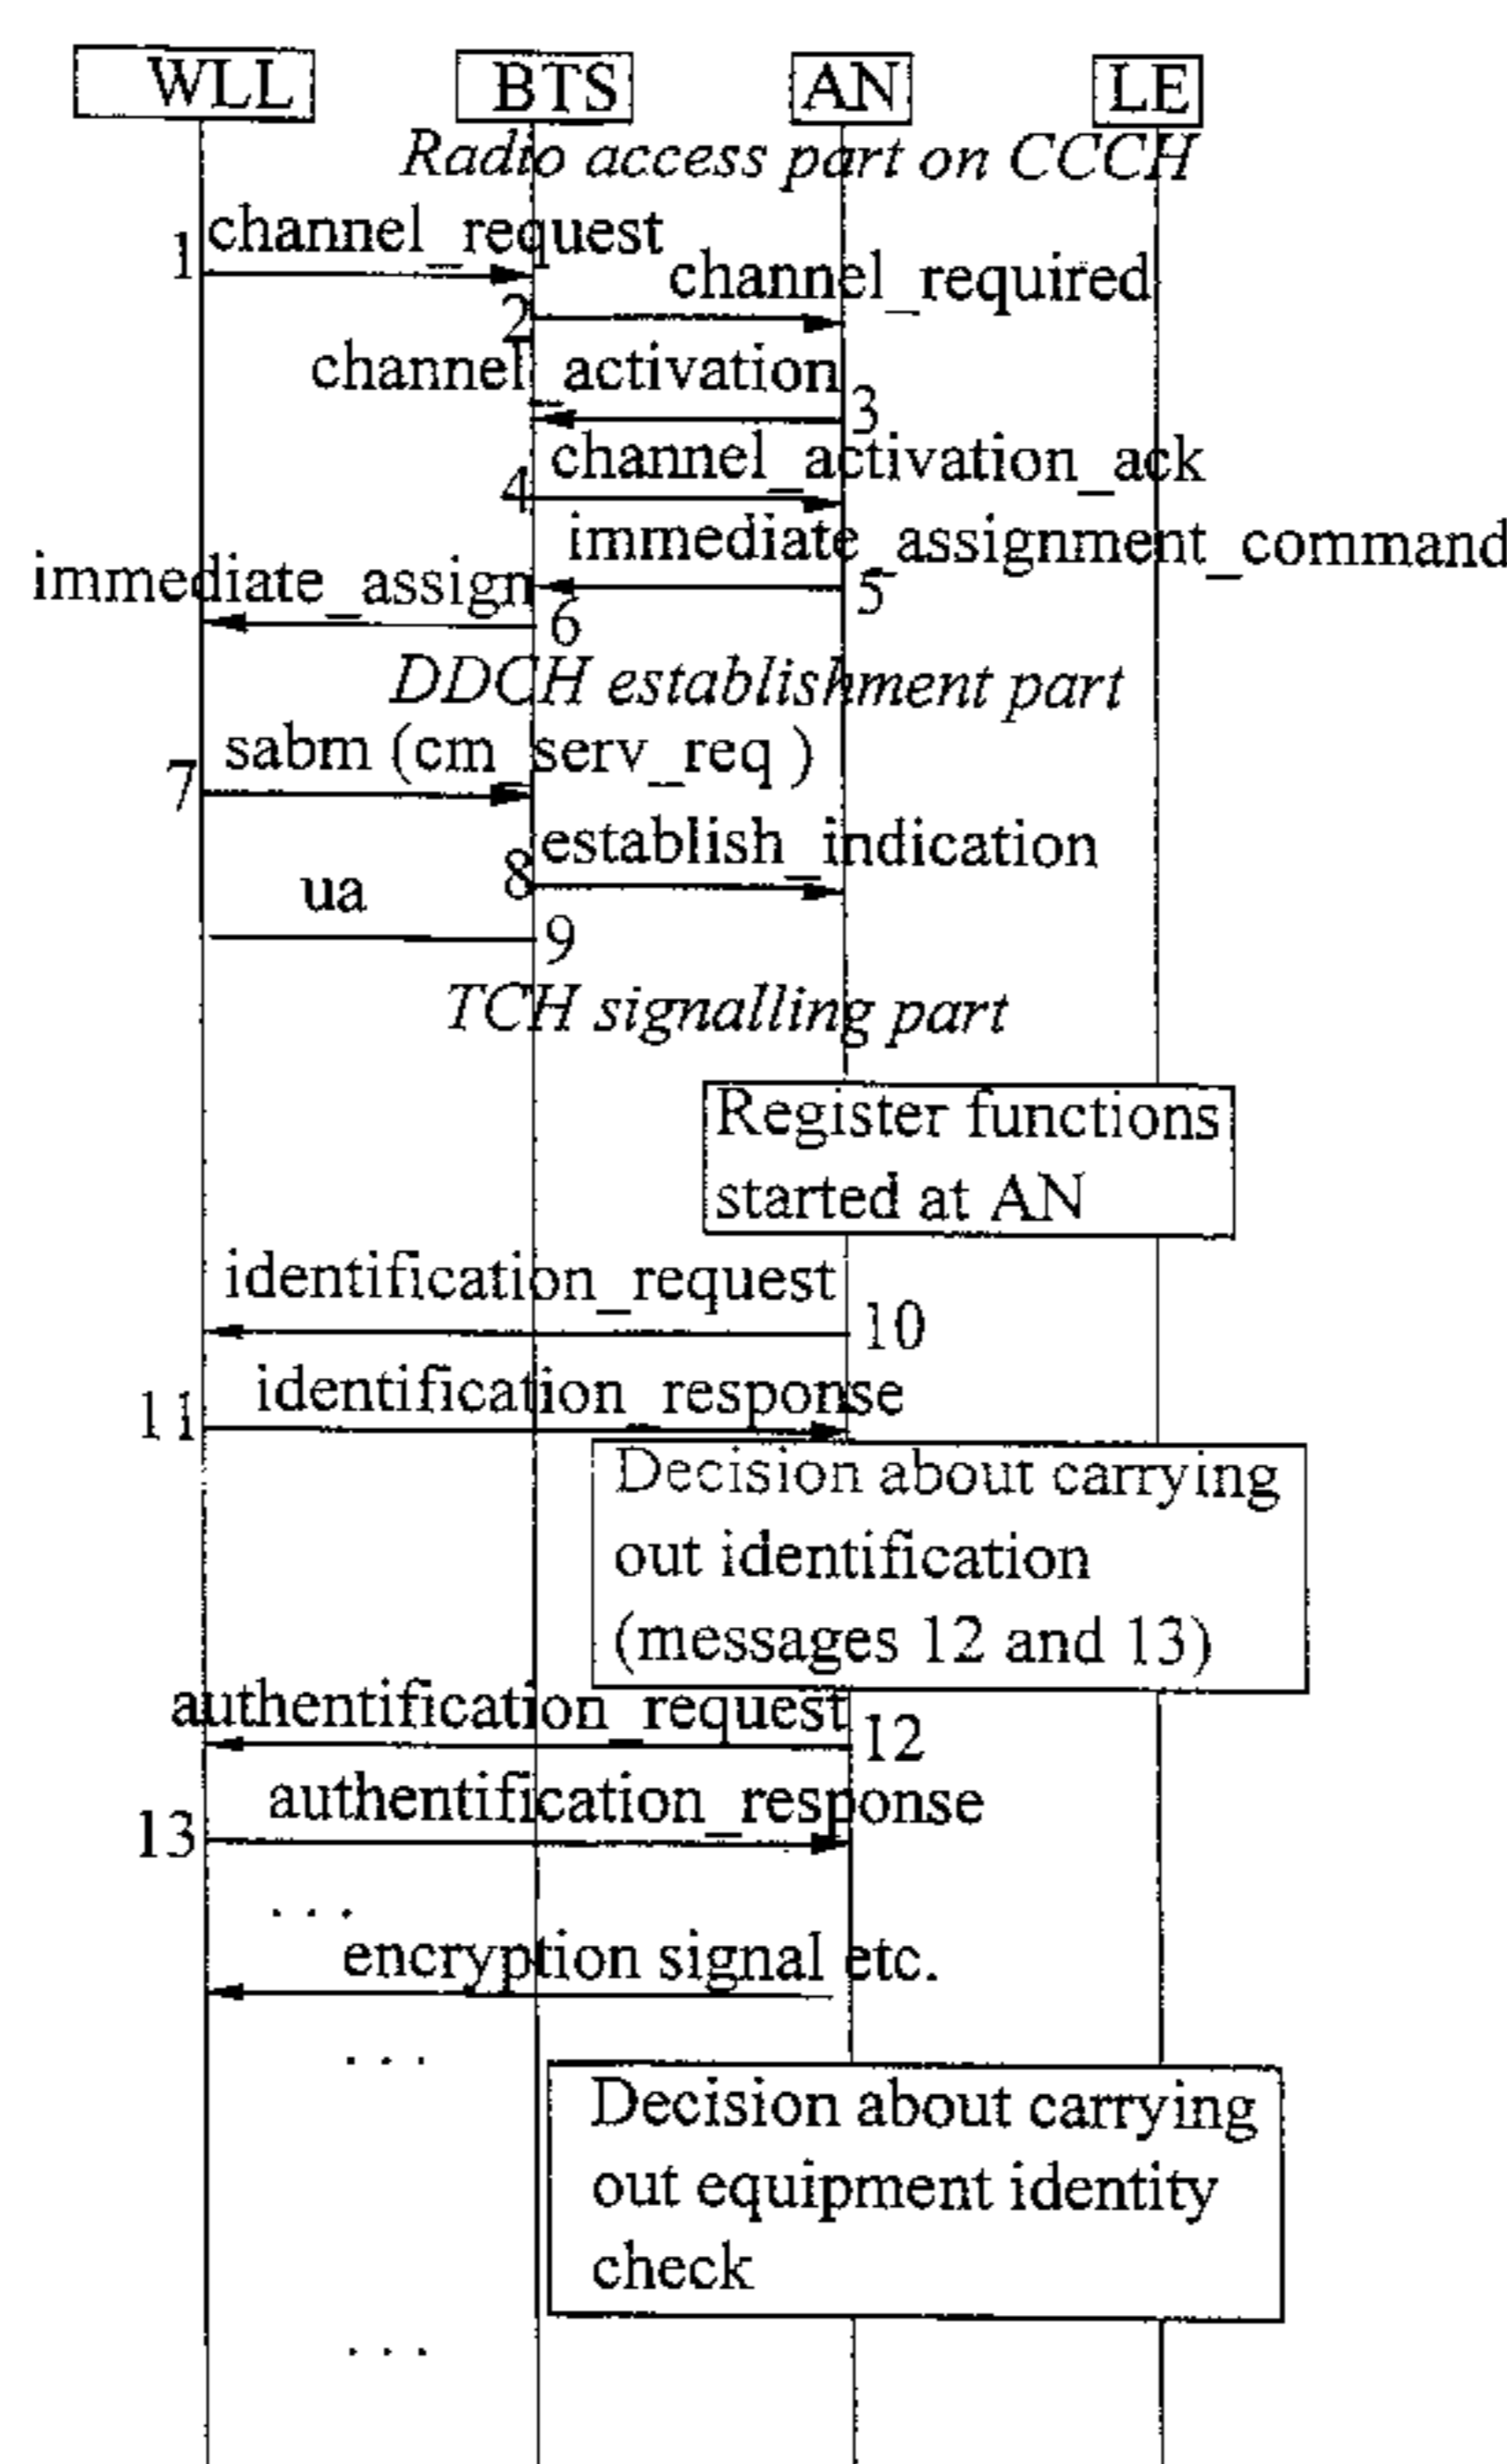 WLL BTS AN LE
Radio access part on CCCH
1 channel_request
channel_required
2
channel_activation
3
channel_activation_ack
4
immediate_assignment_command
immediate_assign
5
6
DDCH establishment part
sabm (cm_serv_req )
7
establish_indication
8
ua
9
TCH signalling part
Register functions
started at AN
identification_request
10
identification_response
11
Decision about carrying
out identification
(messages 12 and 13)
authentification_request
12
authentification_response
13
. . .
encryption signal etc.
. . .
Decision about carrying
out equipment identity
check
. . .